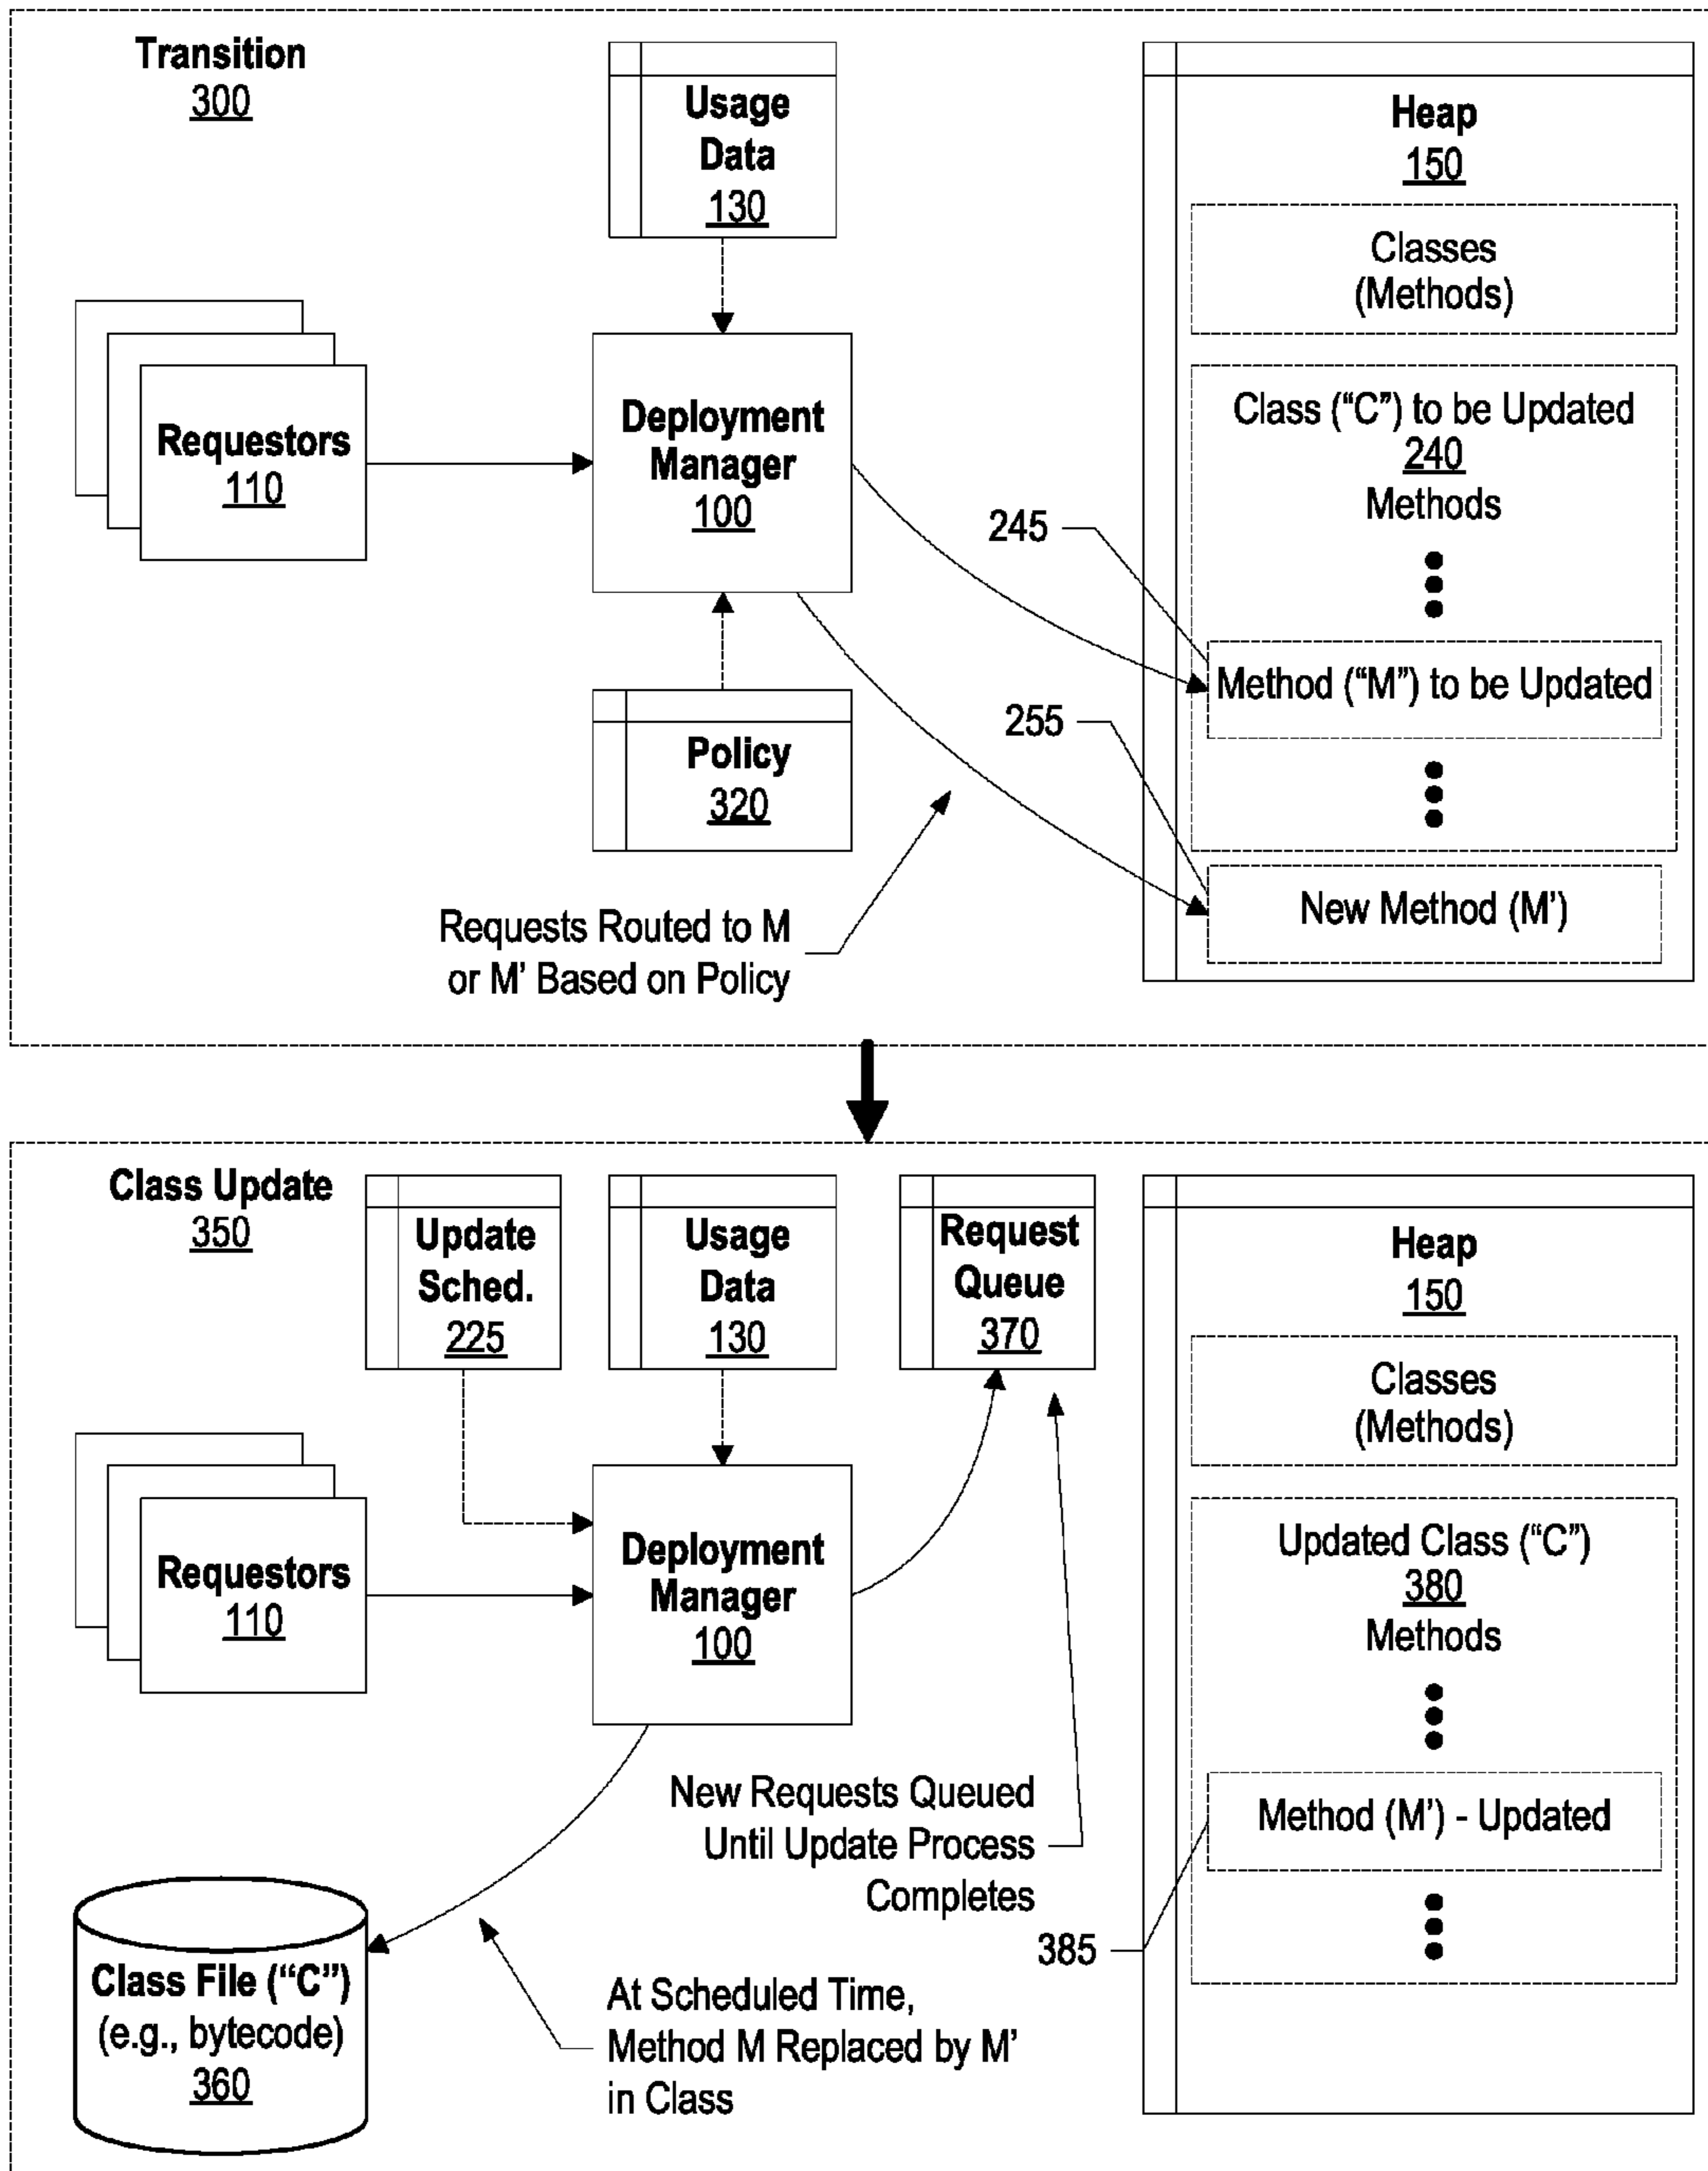 Transition
300
Usage
Data
130
Heap
150
Classes
(Methods)
Requestors
110
Deployment
Manager
100
Class (“C”) to be Updated
240
Methods
245
Method (“M”) to be Updated
Policy
320
255
New Method (M’)
Requests Routed to M
or M’ Based on Policy
Class Update
350
Update
Sched.
225
Usage
Data
130
Request
Queue
370
Heap
150
Classes
(Methods)
Requestors
110
Deployment
Manager
100
Updated Class (“C”)
380
Methods
New Requests Queued
Until Update Process
Completes
Method (M’) - Updated
385
Class File (“C”)
(e.g., bytecode)
360
At Scheduled Time,
Method M Replaced by M’
in Class